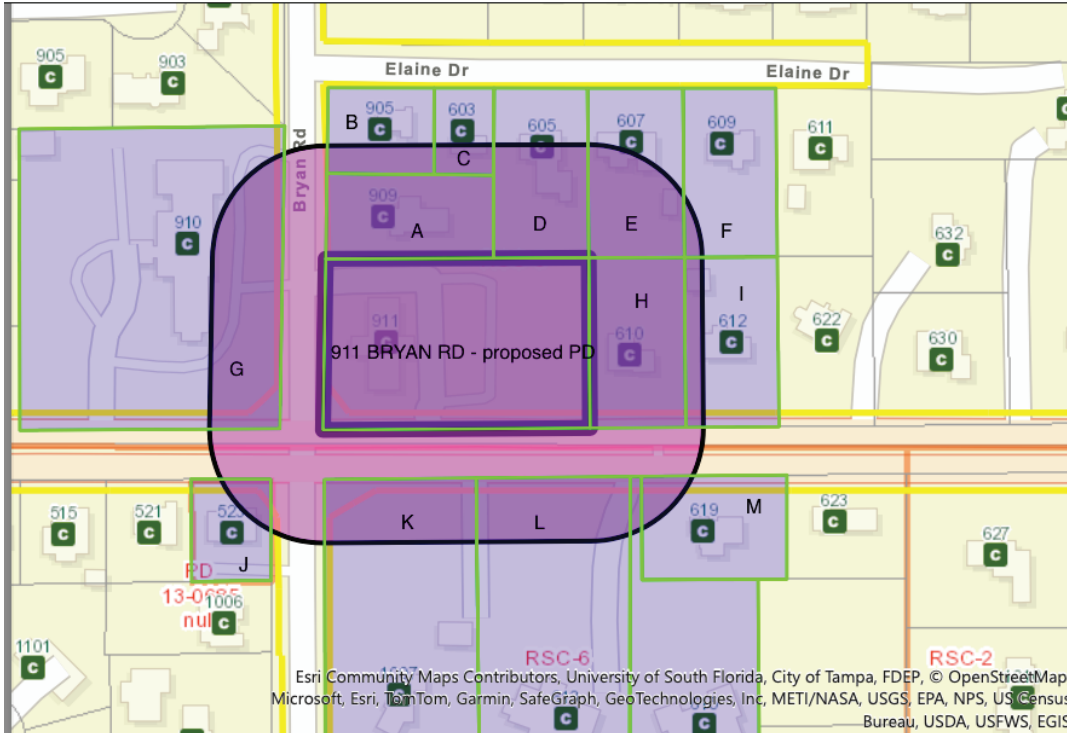 Elaine Dr
Elaine Dr
905
903
C
C
B
905
C
603
C
C
605
C
607
C
609
C
611
C
Bryan Rd
909
C
A
D
E
F
910
C
632
C
H
I
911
C
911 BRYAN RD - proposed PD
610
C
612
C
622
C
630
C
G
515
C
521
C
C
J
K
L
619
C
M
623
C
627
C
PD
13-0685
null
1006
C
1101
C
RSC-6
RSC-2
C
C
C
C
Esri Community Maps Contributors, University of South Florida, City of Tampa, FDEP, © OpenStreetMap,
Microsoft, Esri, TomTom, Garmin, SafeGraph, GeoTechnologies, Inc, METI/NASA, USGS, EPA, NPS, US Census
Bureau, USDA, USFWS, EGIS